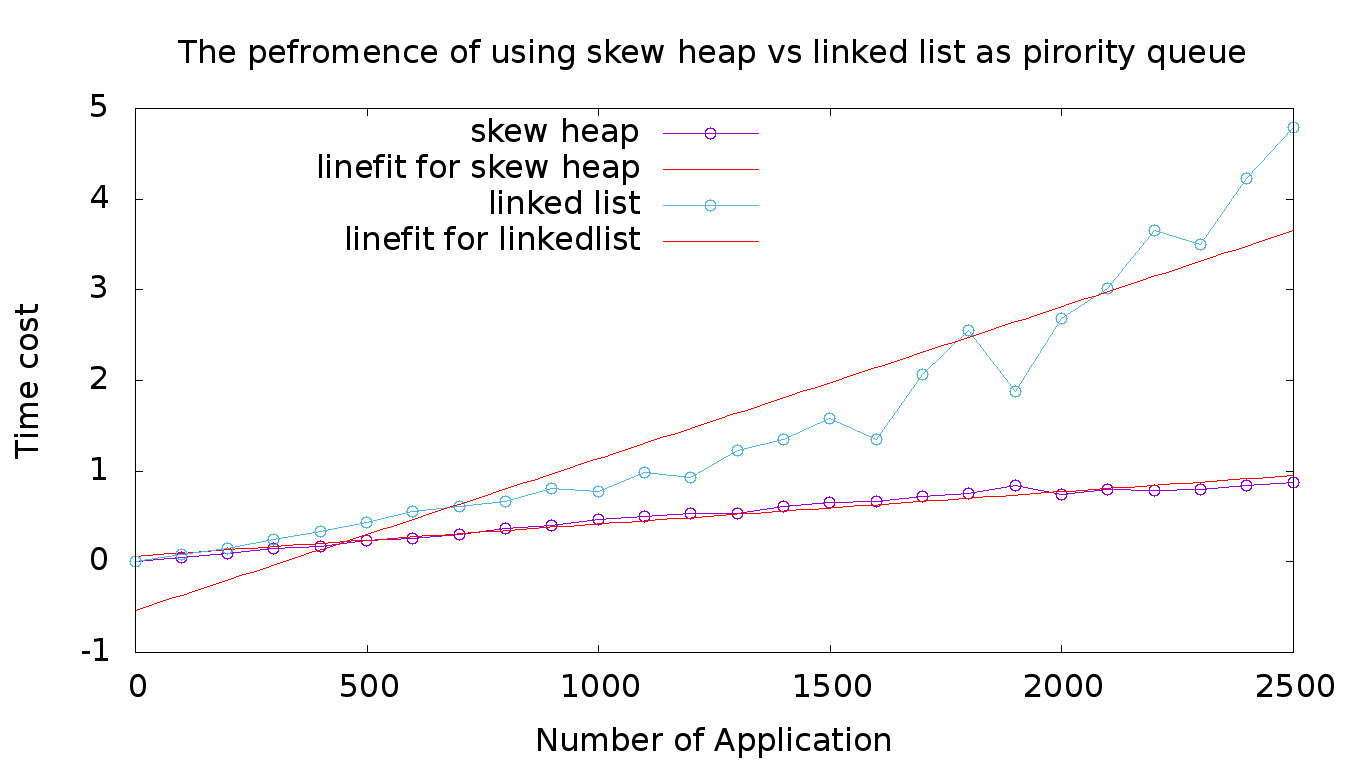 The pefromence of using skew heap vs linked list as pirority queue
5
4
3
2
1
0
-1
skew heap
linefit for skew heap
linked list
linefit for linkedlist
Time cost
0 500 1000 1500 2000 2500
Number of Application